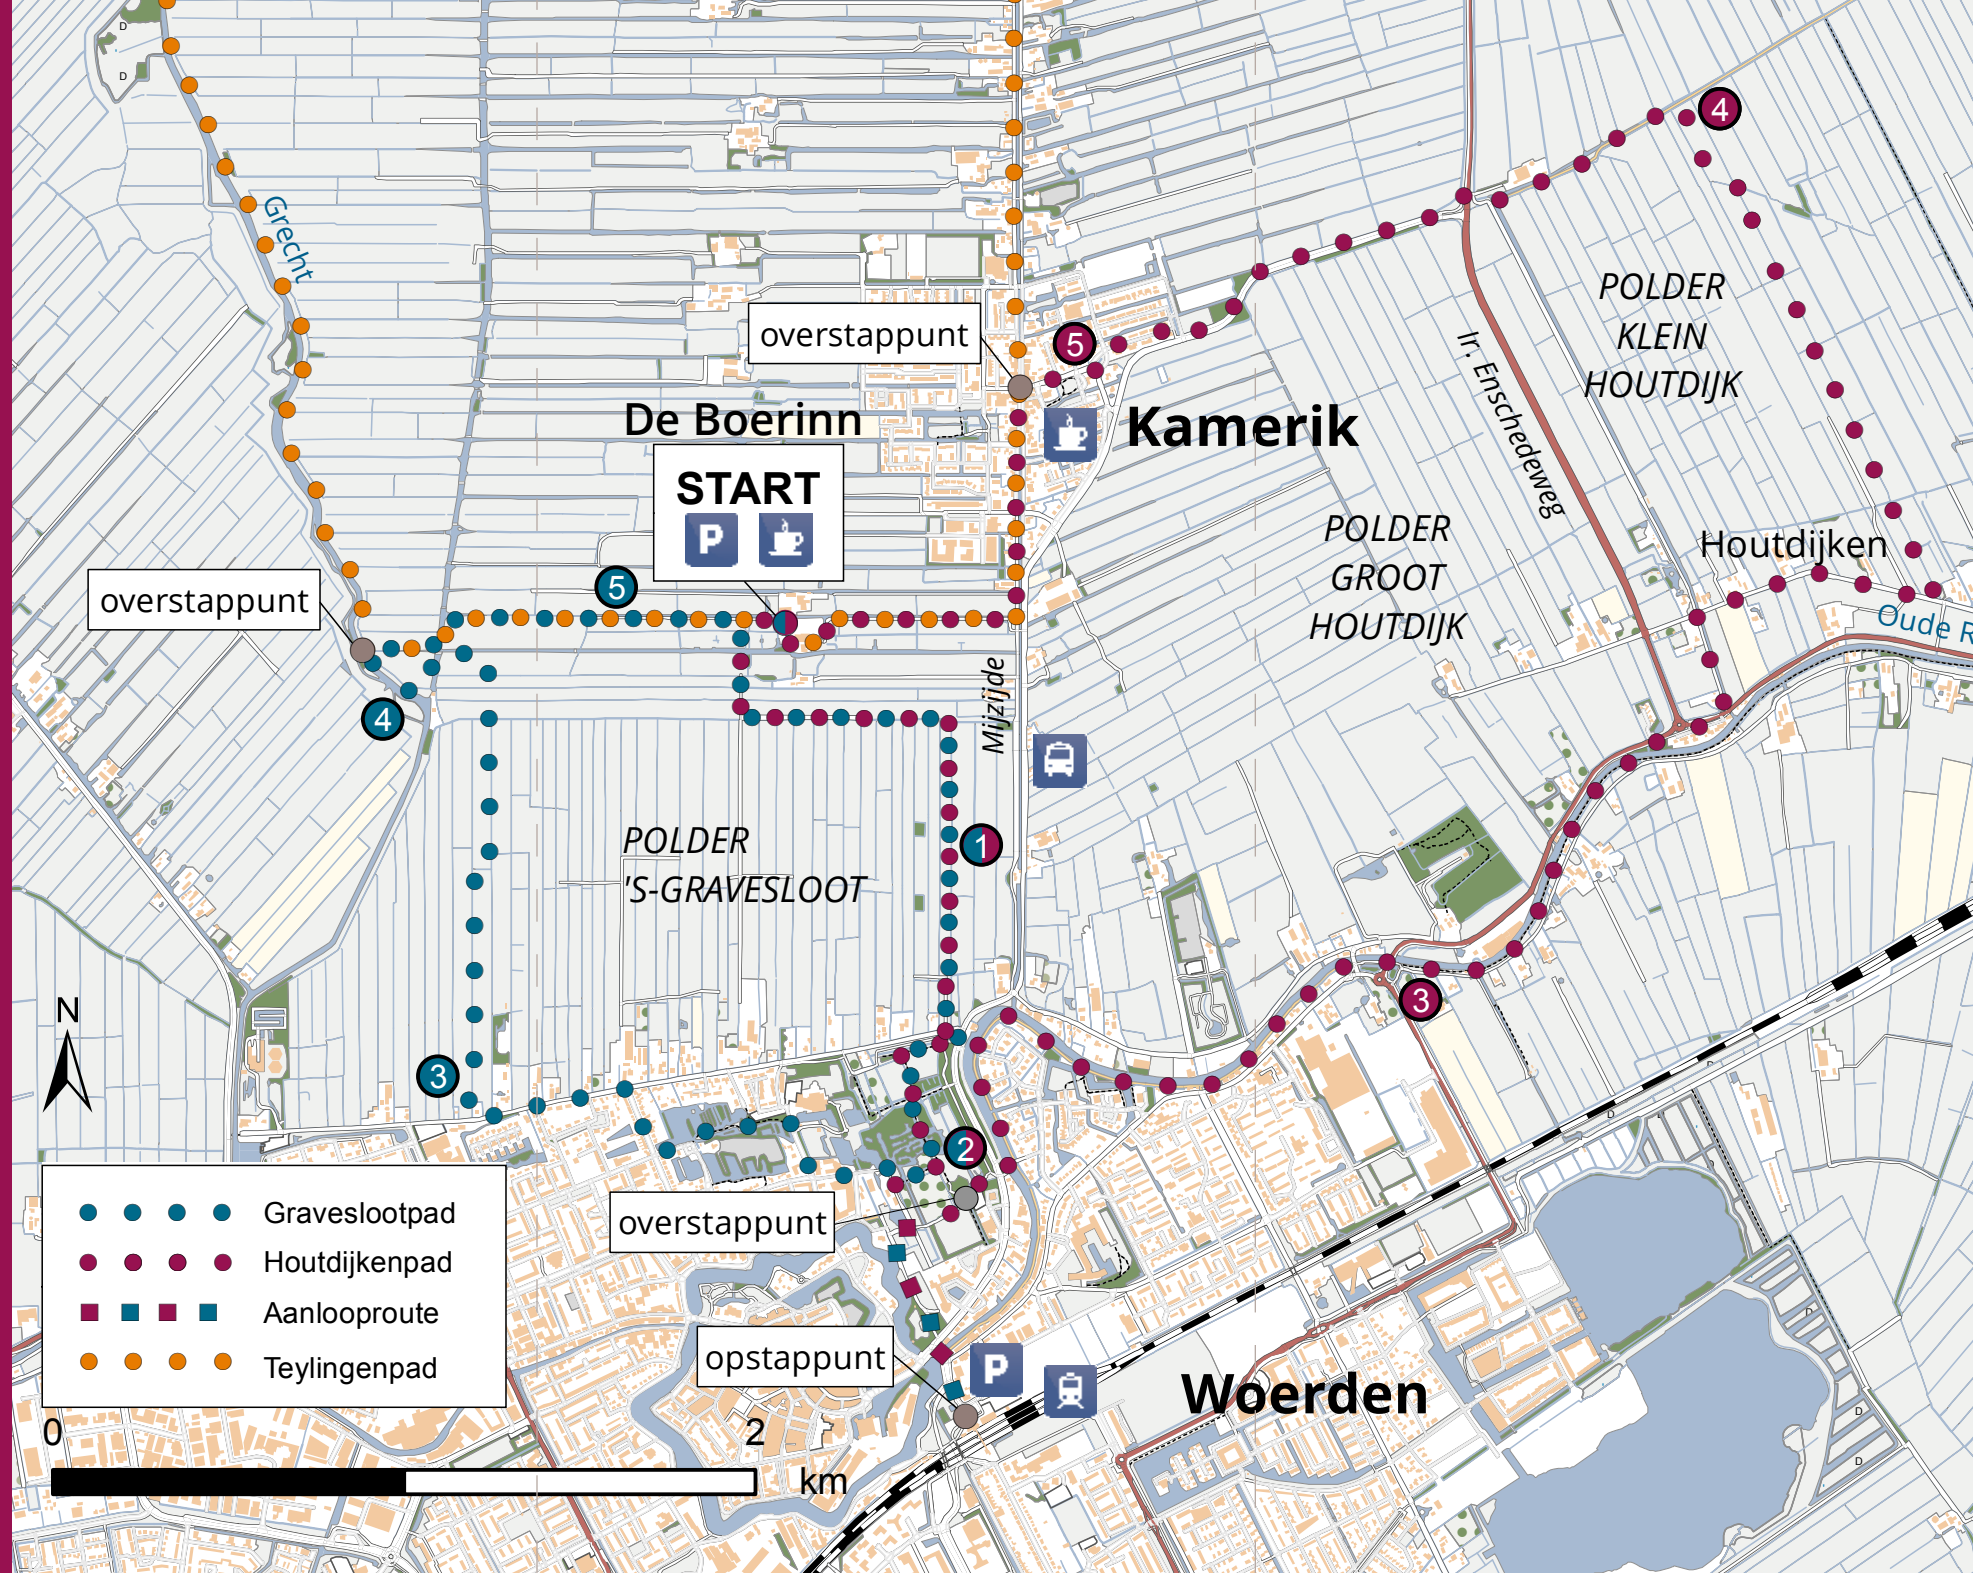 D
D
4
Grecht
POLDER
KLEIN
HOUTDIJK
overstappunt
5
Ir. Enschedeweg
De Boerinn
Kamerik
START
P
POLDER
GROOT
HOUTDIJK
Houtdijken
5
overstappunt
Oude R
4
Mijzijde
POLDER
'S-GRAVESLOOT
1
3
N
3
2
D
D
overstappunt
Graveslootpad
Houtdijkenpad
Aanlooproute
Teylingenpad
D
opstappunt
P
Woerden
D
D
0
2
km